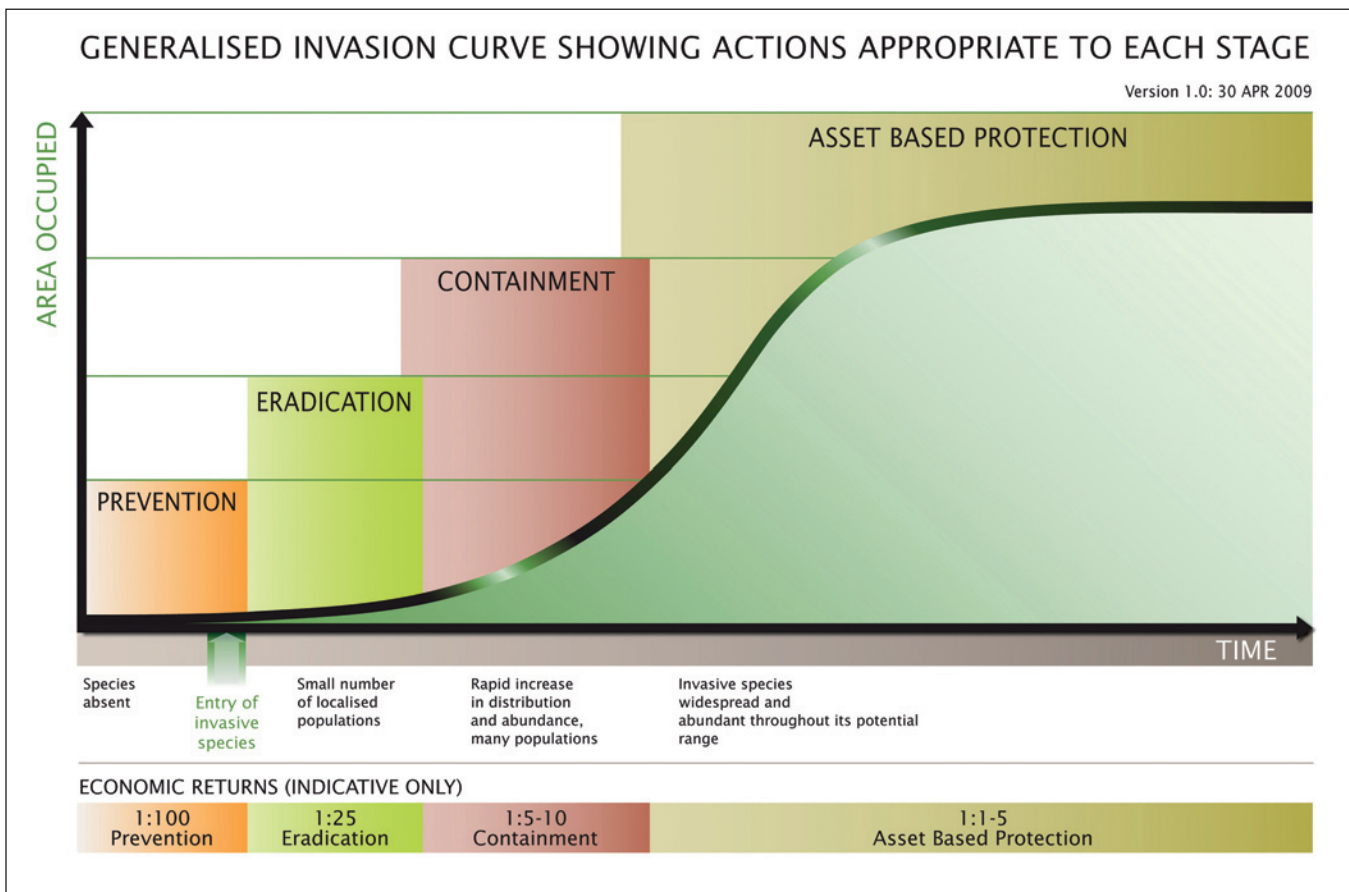 GENERALISED INVASION CURVE SHOWING ACTIONS APPROPRIATE TO EACH STAGE
Version 1.0: 30 APR 2009
AREA OCCUPIED
ASSET BASED PROTECTION
CONTAINMENT
ERADICATION
PREVENTION
TIME
Species
absent
Entry of
invasive
species
Small number
of localised
populations
Rapid increase
in distribution
and abundance,
many populations
Invasive species
widespread and
abundant throughout its potential
range
ECONOMIC RETURNS (INDICATIVE ONLY)
1:100
Prevention
1:25
Eradication
1:5-10
Containment
1:1-5
Asset Based Protection